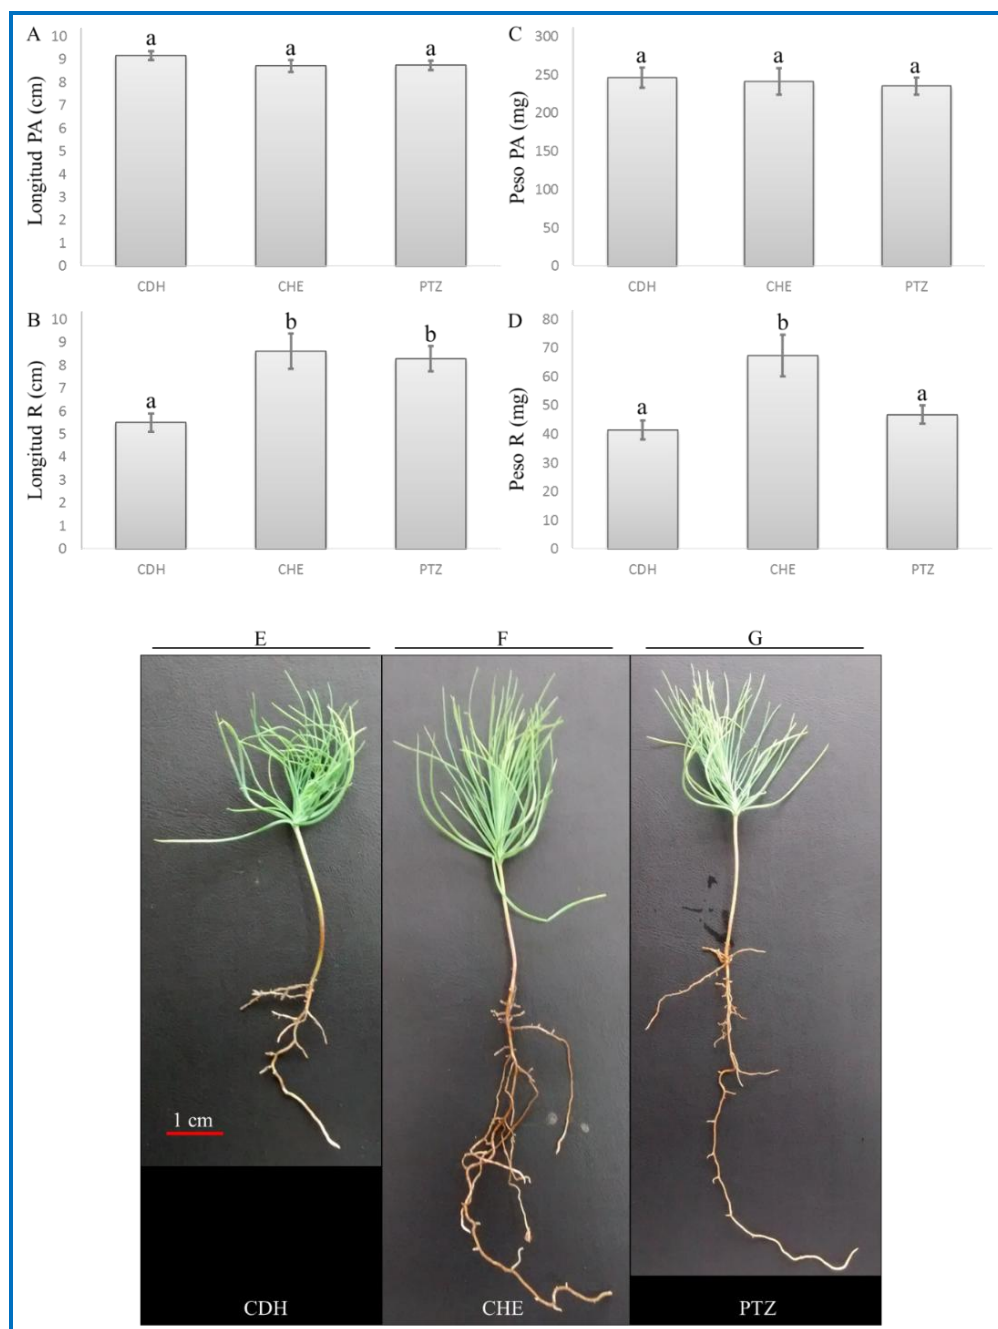 A
Longitud PA (cm)
10
9
8
7
6
5
4
3
2
1
0
a
a
a
CDH
CHE
PTZ
C
Peso PA (mg)
300
250
200
150
100
50
0
a
a
a
CDH
CHE
PTZ
B
Longitud R (cm)
10
9
8
7
6
5
4
3
2
1
0
a
b
b
CDH
CHE
PTZ
D
Peso R (mg)
80
70
60
50
40
30
20
10
0
a
b
a
CDH
CHE
PTZ
E
F
G
1 cm
CDH
CHE
PTZ